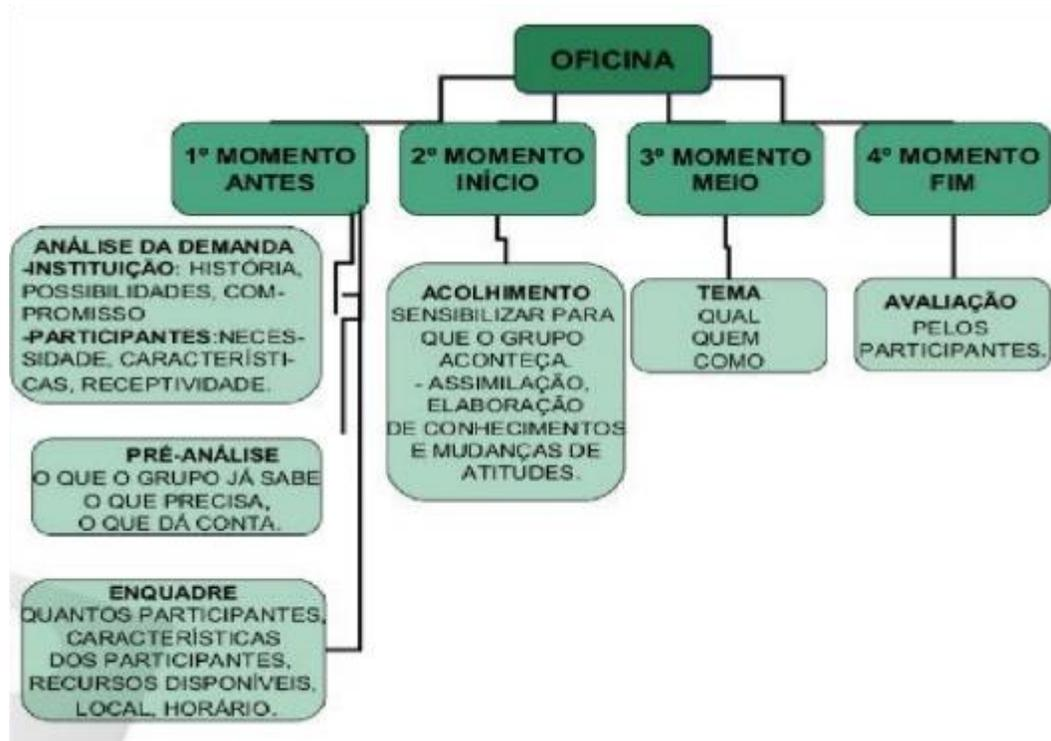 OFICINA
1º MOMENTO
ANTES
2º MOMENTO
INÍCIO
3º MOMENTO
MEIO
4º MOMENTO
FIM
ANÁLISE DA DEMANDA
-INSTITUIÇÃO: HISTÓRIA,
POSSIBILIDADES, COM-
PROMISSO
-PARTICIPANTES:NECES-
SIDADE, CARACTERÍSTI-
CAS, RECEPTIVIDADE.
PRÉ-ANÁLISE
O QUE O GRUPO JÁ SABE
O QUE PRECISA,
O QUE DÁ CONTA.
ENQUADRE
QUANTOS PARTICIPANTES,
CARACTERÍSTICAS
DOS PARTICIPANTES,
RECURSOS DISPONÍVEIS,
LOCAL, HORÁRIO.
ACOLHIMENTO
SENSIBILIZAR PARA
QUE O GRUPO
ACONTEÇA.
- ASSIMILAÇÃO,
ELABORAÇÃO
DE CONHECIMENTOS
E MUDANÇAS DE
ATITUDES.
TEMA
QUAL
QUEM
COMO
AVALIAÇÃO
PELOS
PARTICIPANTES.